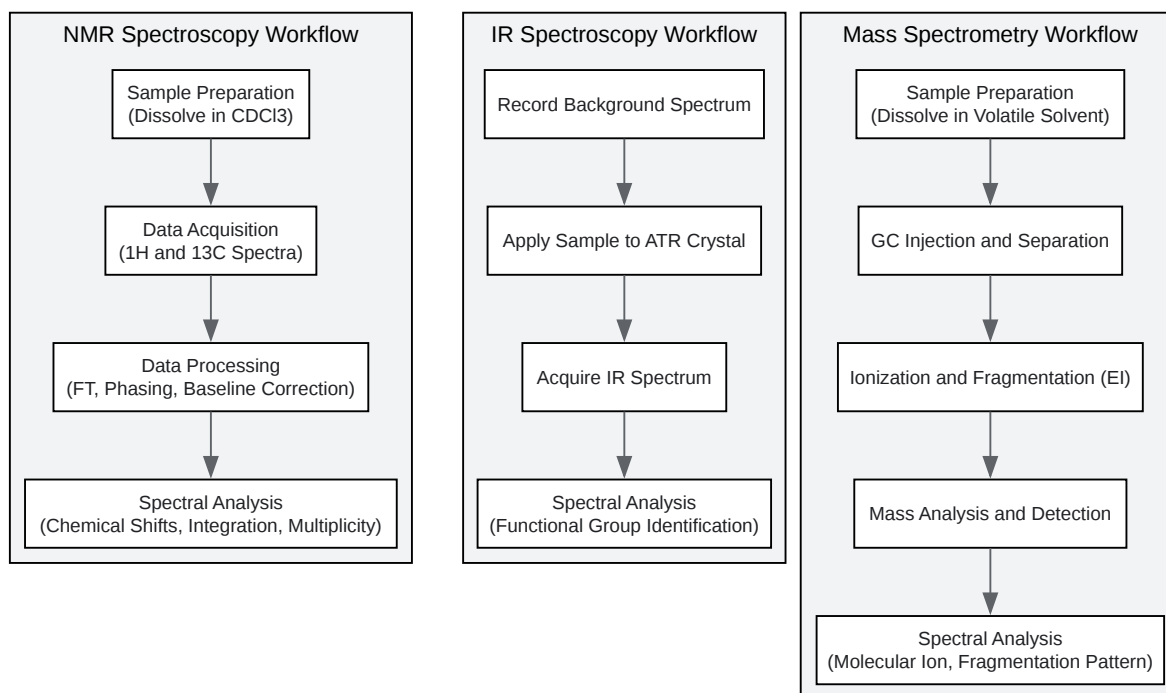 NMR Spectroscopy Workflow
Sample Preparation
(Dissolve in CDCl3)
Data Acquisition
(1H and 13C Spectra)
Data Processing
(FT, Phasing, Baseline Correction)
Spectral Analysis
(Chemical Shifts, Integration, Multiplicity)
IR Spectroscopy Workflow
Record Background Spectrum
Apply Sample to ATR Crystal
Acquire IR Spectrum
Spectral Analysis
(Functional Group Identification)
Mass Spectrometry Workflow
Sample Preparation
(Dissolve in Volatile Solvent)
GC Injection and Separation
Ionization and Fragmentation (EI)
Mass Analysis and Detection
Spectral Analysis
(Molecular Ion, Fragmentation Pattern)